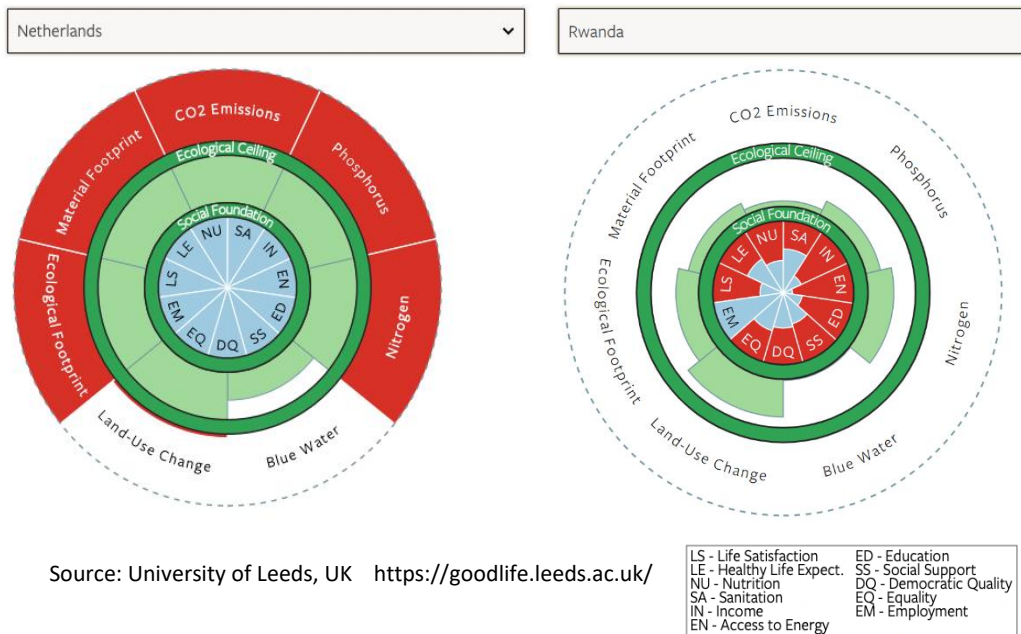 Netherlands
Rwanda
CO2 Emissions
Phosphorus
Nitrogen
Blue Water
Land-Use Change
Ecological Footprint
Material Footprint
Ecological Ceiling
Social Foundation
NU
SA
IN
EN
ED
SS
DQ
EQ
EM
LS
LE
CO2 Emissions
Phosphorus
Nitrogen
Blue Water
Land-Use Change
Ecological Footprint
Material Footprint
Ecological Ceiling
Social Foundation
NU
SA
IN
EN
ED
SS
DQ
EQ
EM
LS
LE
Source: University of Leeds, UK https://goodlife.leeds.ac.uk/
LS - Life Satisfaction
LE - Healthy Life Expect.
NU - Nutrition
SA - Sanitation
IN - Income
EN - Access to Energy
ED - Education
SS - Social Support
DQ - Democratic Quality
EQ - Equality
EM - Employment